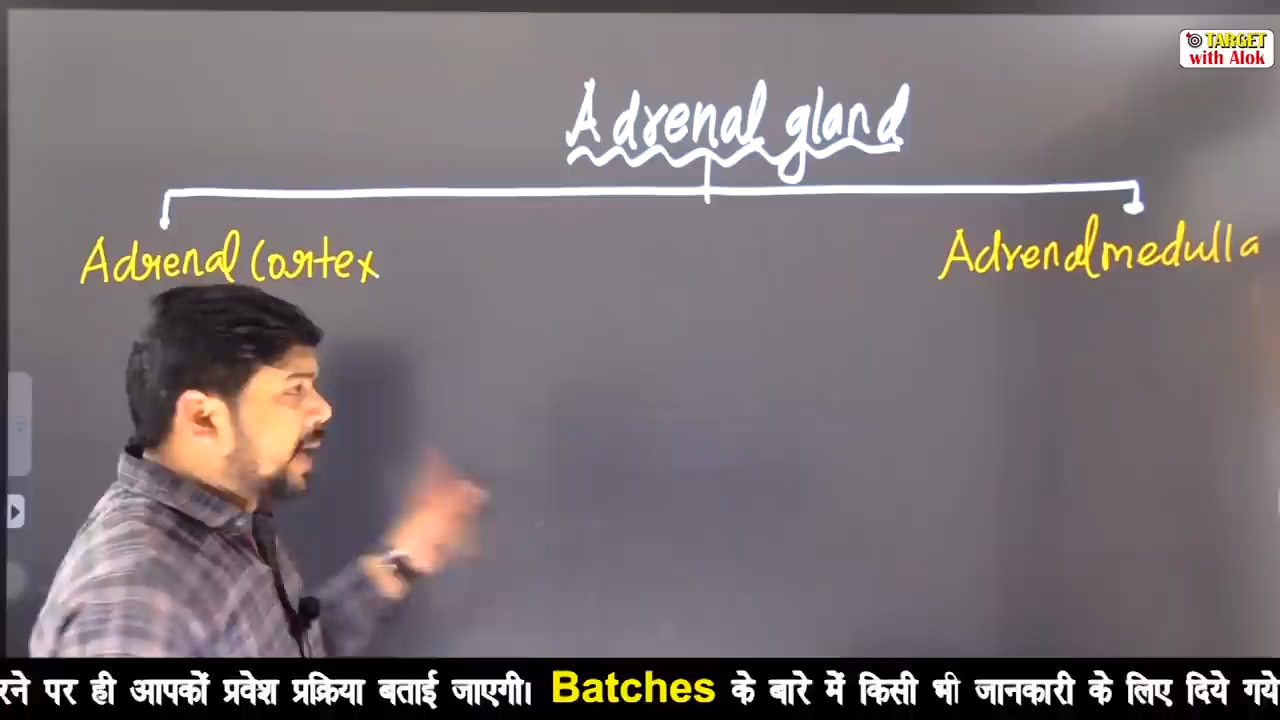 TARGET
with Alok
Adrenal gland
Adrenal Cortex
Adrenal medulla
रने पर ही आपकों प्रवेश प्रक्रिया बताई जाएगी। Batches के बारे में किसी भी जानकारी के लिए दिये गये